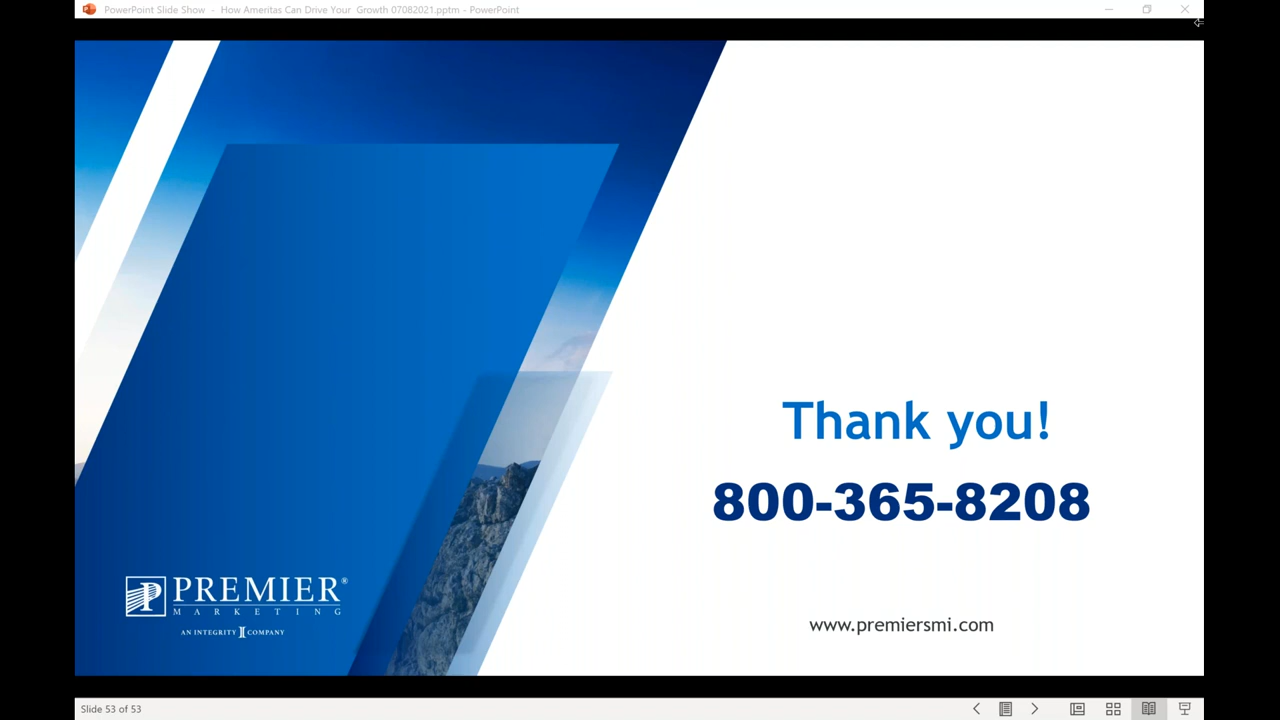 PowerPoint Slide Show - How Ameritas Can Drive Your Growth 07082021.pptm - PowerPoint
Thank you!
800-365-8208
PREMIER®
MARKETING
AN INTEGRITY COMPANY
www.premiersmi.com
Slide 53 of 53